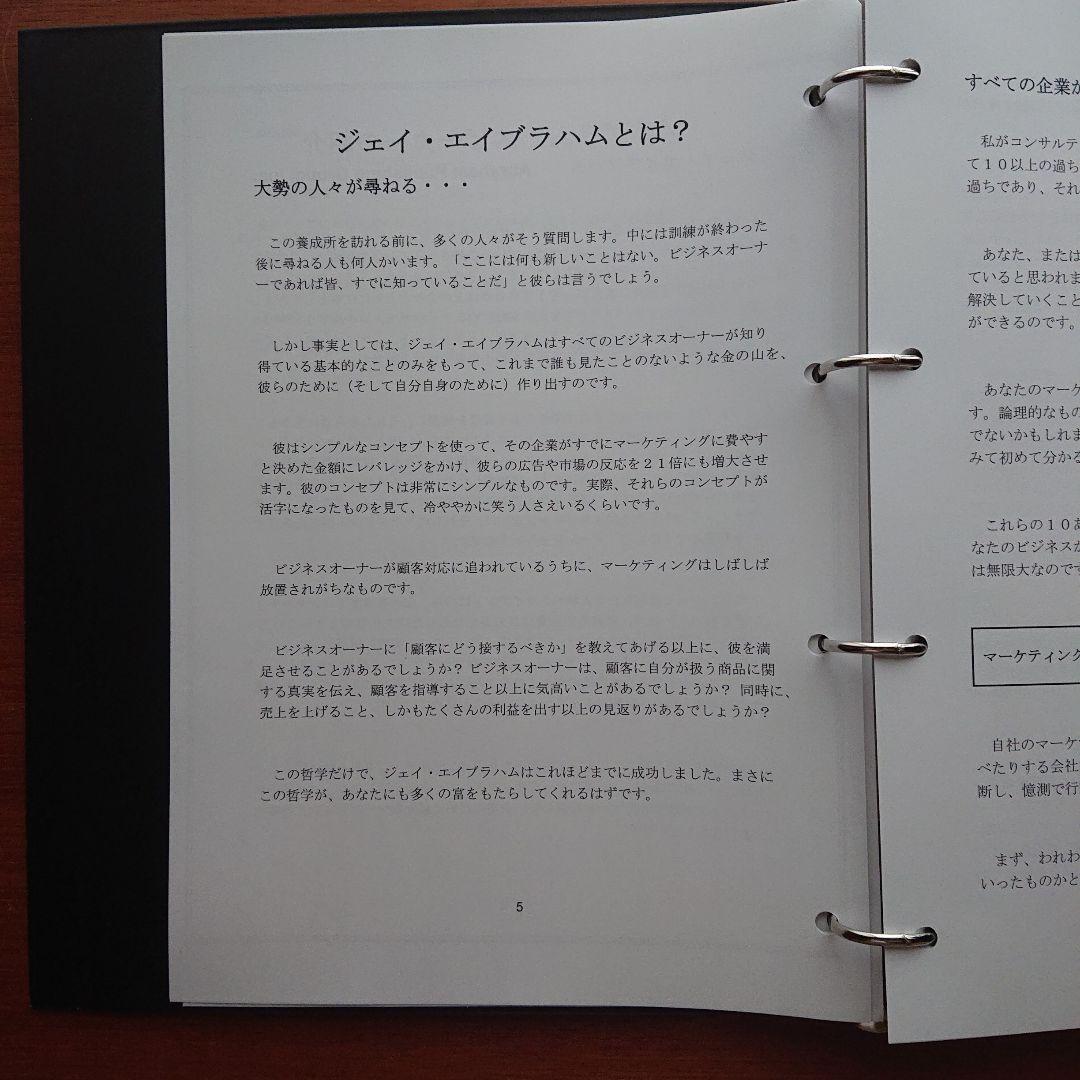 ジェイ・エイブラハムとは？
大勢の人々が尋ねる・・・
この養成所を訪れる前に、多くの人々がそう質問します。中には訓練が終わった
後に尋ねる人も何人かいます。「ここには何も新しいことはない。ビジネスオーナ
ーであれば皆、すでに知っていることだ」と彼らは言うでしょう。
しかし事実としては、ジェイ・エイブラハムはすべてのビジネスオーナーが知り
得ている基本的なことのみをもって、これまで誰も見たことのないような金の山を、
彼らのために（そして自分自身のために）作り出すのです。
彼はシンプルなコンセプトを使って、その企業がすでにマーケティングに費やす
と決めた金額にレバレッジをかけ、彼らの広告や市場の反応を２１倍にも増大させ
ます。彼のコンセプトは非常にシンプルなものです。実際、それらのコンセプトが
活字になったものを見て、冷ややかに笑う人さえいるくらいです。
ビジネスオーナーが顧客対応に追われているうちに、マーケティングはしばしば
放置されがちなものです。
ビジネスオーナーに「顧客にどう接するべきか」を教えてあげる以上に、彼を満
足させることがあるでしょうか？ ビジネスオーナーは、顧客に自分が扱う商品に関
する真実を伝え、顧客を指導すること以上に気高いことがあるでしょうか？ 同時に、
売上を上げること、しかもたくさんの利益を出す以上の見返りがあるでしょうか？
この哲学だけで、ジェイ・エイブラハムはこれほどまでに成功しました。まさに
この哲学が、あなたにも多くの富をもたらしてくれるはずです。
5
すべての企業が
私がコンサルテ
て１０以上の過ち
過ちであり、それ
あなた、または
ていると思われま
解決していくこと
ができるのです。
あなたのマーケ
す。論理的なもの
でないかもしれま
みて初めて分かる
これらの１０あ
なたのビジネスが
は無限大なのです
マーケティング
自社のマーケ
べたりする会社
断し、憶測で行
まず、われわ
いったものかと